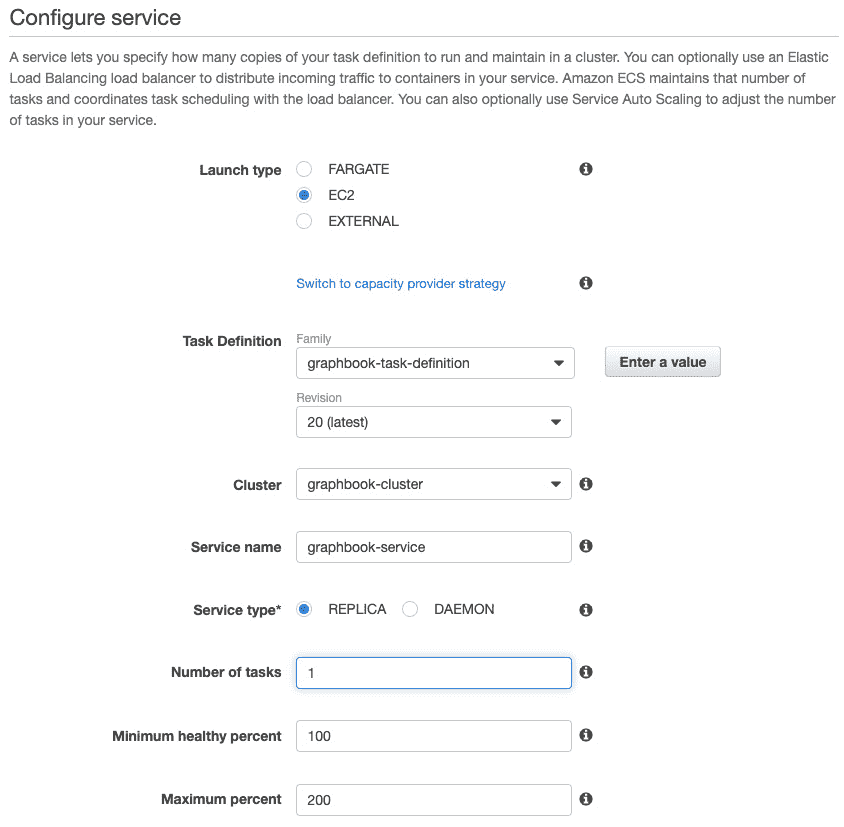 Configure service
A service lets you specify how many copies of your task definition to run and maintain in a cluster. You can optionally use an Elastic
Load Balancing load balancer to distribute incoming traffic to containers in your service. Amazon ECS maintains that number of
tasks and coordinates task scheduling with the load balancer. You can also optionally use Service Auto Scaling to adjust the number
of tasks in your service.
Launch type FARGATE
EC2
EXTERNAL
Switch to capacity provider strategy
Task Definition Family
graphbook-task-definition Enter a value
Revision
20 (latest)
Cluster graphbook-cluster
Service name graphbook-service
Service type* REPLICA DAEMON
Number of tasks 1
Minimum healthy percent 100
Maximum percent 200